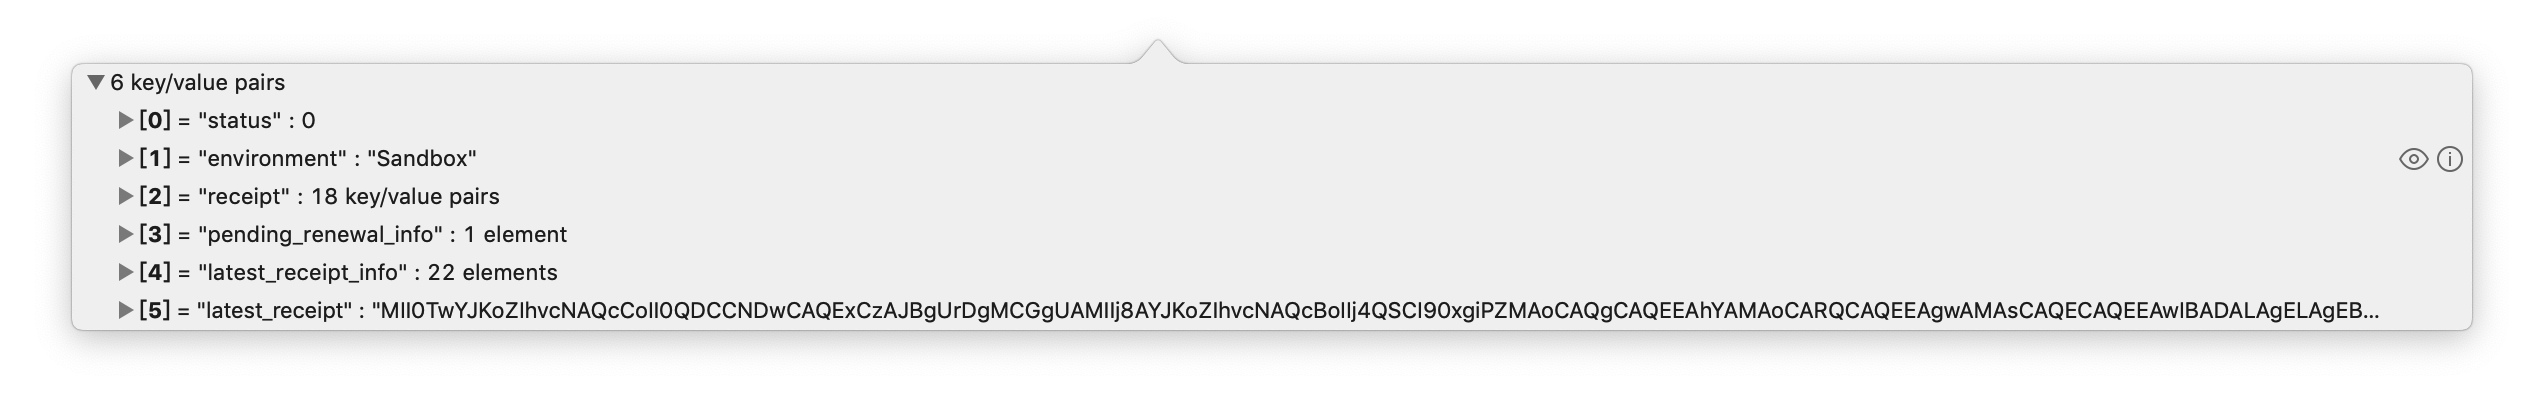 6 key/value pairs
[0] = "status" : 0
[1] = "environment" : "Sandbox"
[2] = "receipt" : 18 key/value pairs
[3] = "pending_renewal_info" : 1 element
[4] = "latest_receipt_info" : 22 elements
[5] = "latest_receipt" : "MII0TwYJKoZIhvcNAQcCoII0QDCCNDwCAQExCzAJBgUrDgMCGgUAMIIj8AYJKoZIhvcNAQcBoIIj4QSCI90xgiPZMAoCAQgCAQEEAhYAMAoCARQCAQEEAgwAMAsCAQECAQEEAwIBADALAgELAgEB...